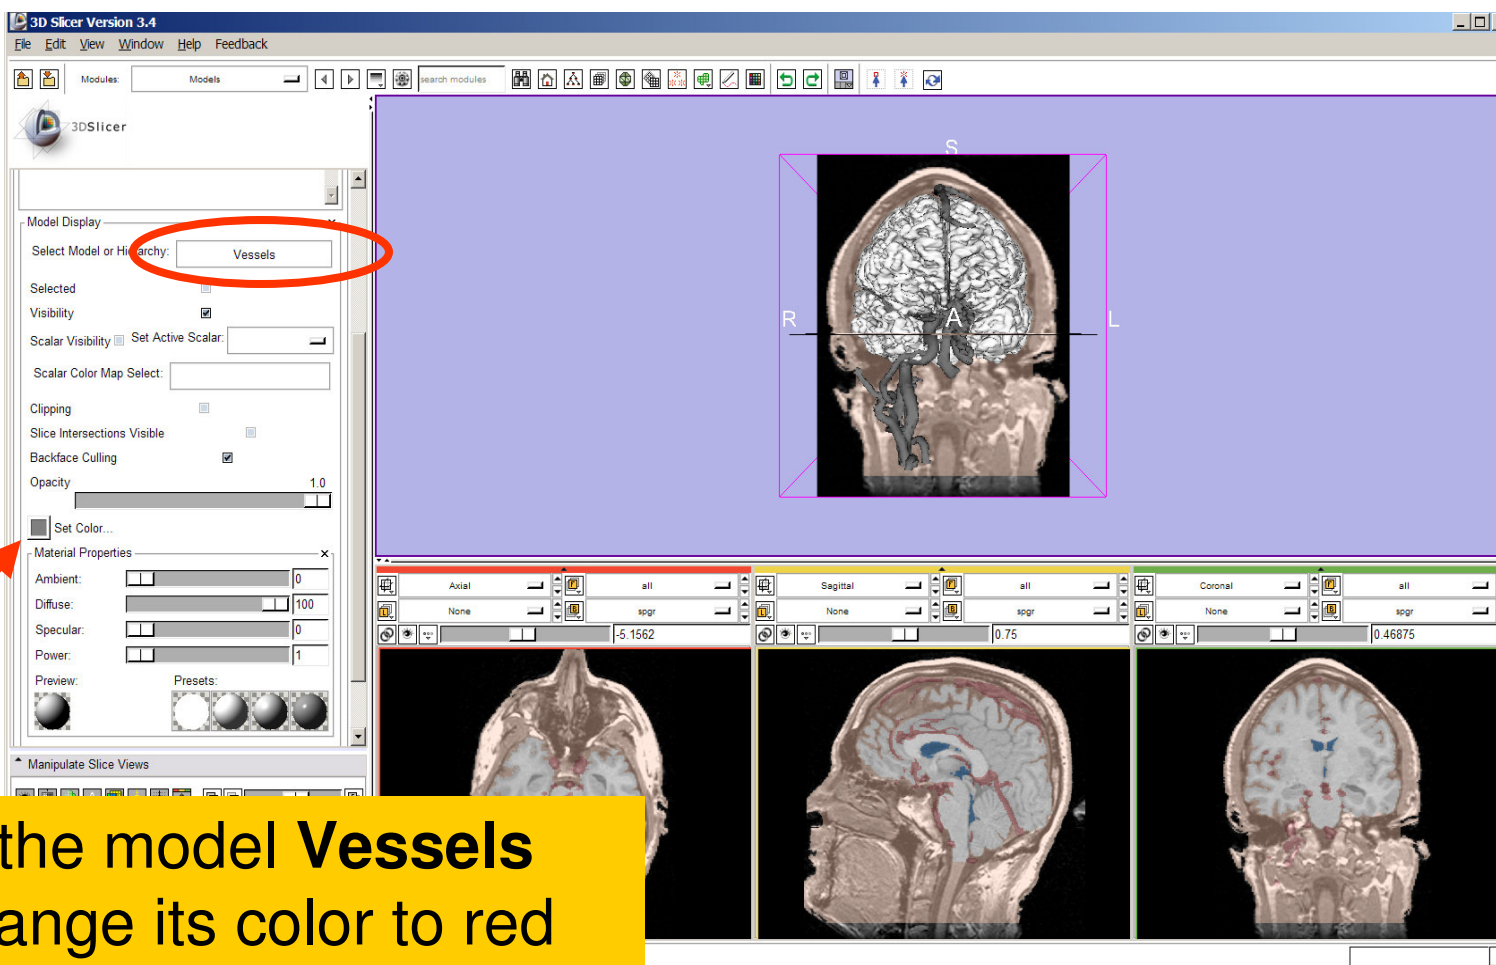 3D Slicer Version 3.4
File Edit View Window Help Feedback
Modules: Models search modules
3DSlicer
Model Display
Select Model or Hierarchy: Vessels
Selected
Visibility
Scalar Visibility Set Active Scalar:
Scalar Color Map Select:
Clipping
Slice Intersections Visible
Backface Culling
Opacity 1.0
Set Color...
Material Properties
Ambient: 0
Diffuse: 100
Specular: 0
Power: 1
Preview: Presets:
Manipulate Slice Views
S
R A L
Axial all Sagittal all Coronal all
None spgr None spgr None spgr
-5.1562 0.75 0.46875
the model Vessels
ange its color to red